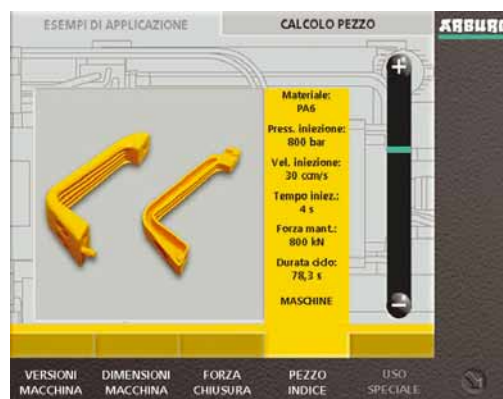 ESEMPI DI APPLICAZIONE
CALCOLO PEZZO
ARBURG
Materiale:
PA6
Press. iniezione:
800 bar
Vel. iniezione:
30 ccm/s
Tempo iniez.:
4 s
Forza mant.:
800 kN
Durata ciclo:
78,3 s
MASCHINE
VERSIONI
MACCHINA
DIMENSIONI
MACCHINA
FORZA
CHIUSURA
PEZZO
INDICE
USO
SPECIALE